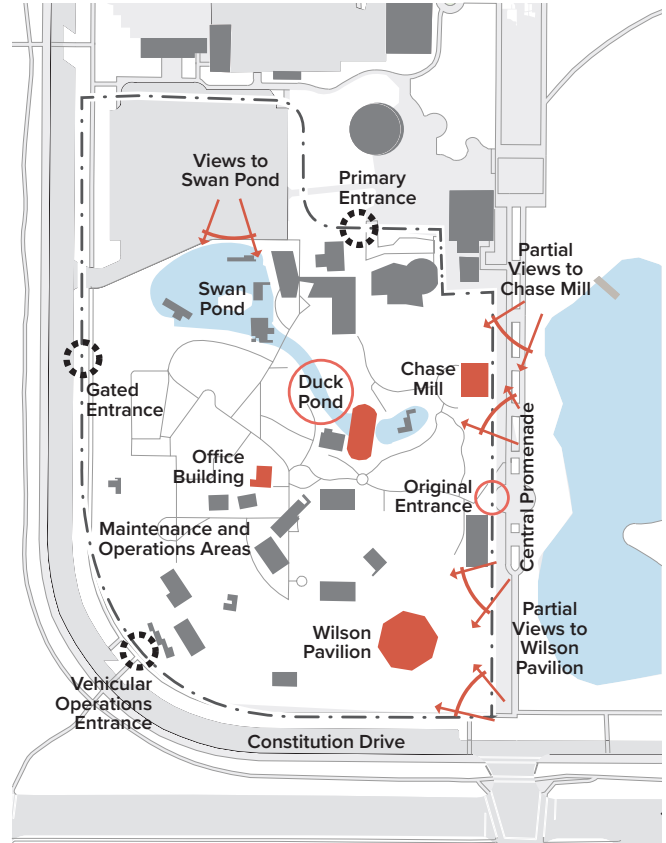 Views to
Swan Pond
Primary
Entrance
Partial
Views to
Chase Mill
Swan
Pond
Gated
Entrance
Duck
Pond
Chase
Mill
Office
Building
Original
Entrance
Central Promenade
Maintenance and
Operations Areas
Wilson
Pavilion
Partial
Views to
Wilson
Pavilion
Vehicular
Operations
Entrance
Constitution Drive